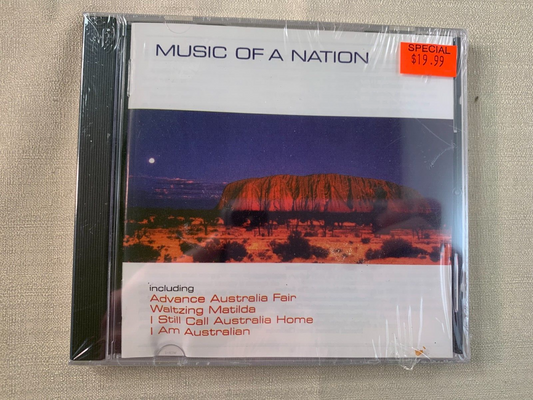 MUSIC OF A NATION
SPECIAL
$19.99
including
Advance Australia Fair
Waltzing Matilda
I Still Call Australia Home
I Am Australian